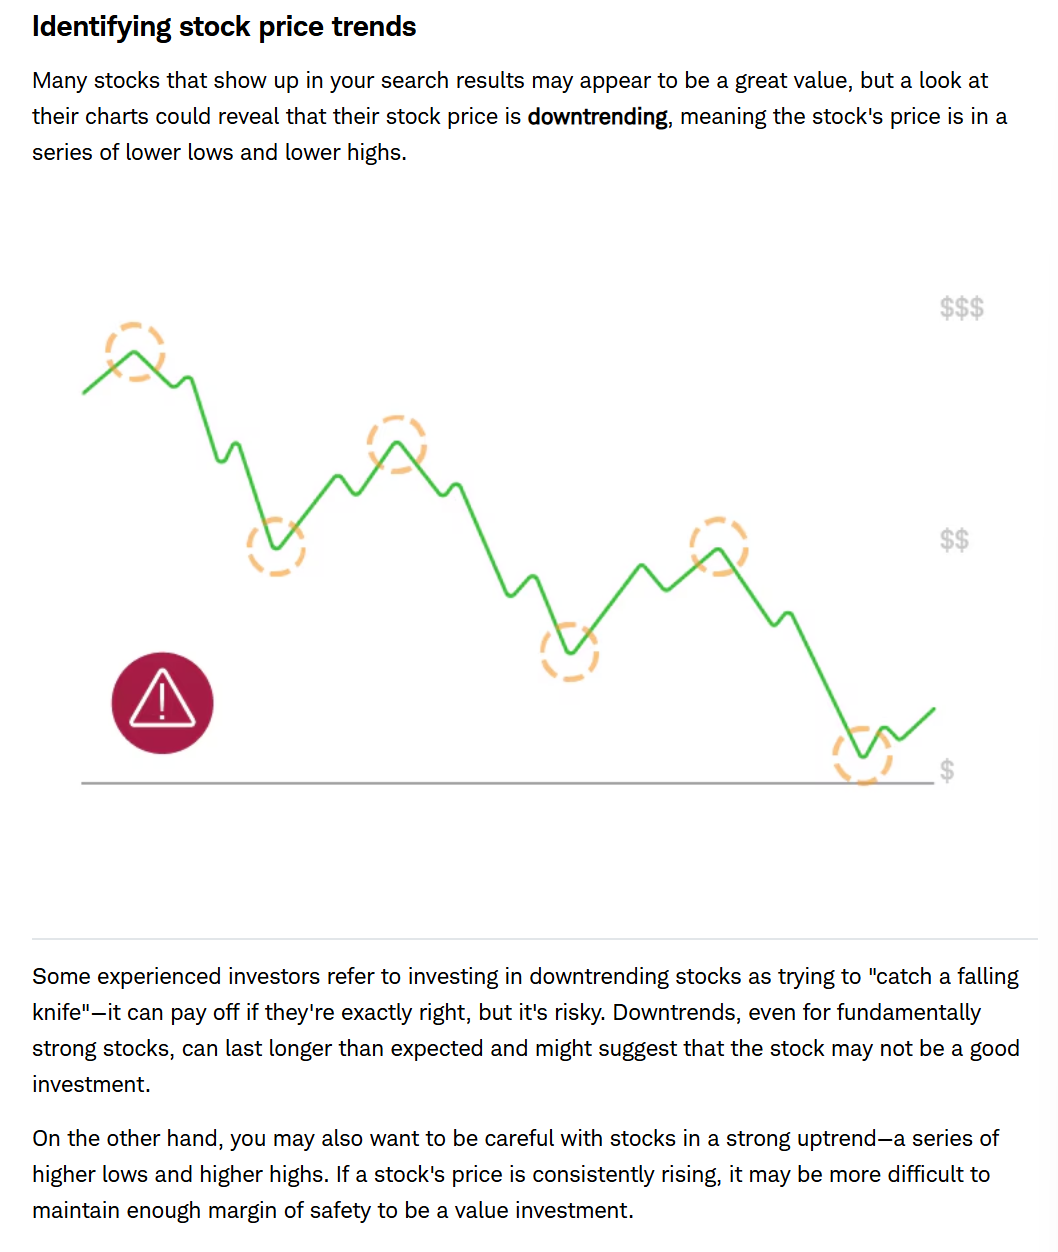 Identifying stock price trends
Many stocks that show up in your search results may appear to be a great value, but a look at
their charts could reveal that their stock price is downtrending, meaning the stock's price is in a
series of lower lows and lower highs.
$$$
$$
$
Some experienced investors refer to investing in downtrending stocks as trying to "catch a falling
knife"—it can pay off if they're exactly right, but it's risky. Downtrends, even for fundamentally
strong stocks, can last longer than expected and might suggest that the stock may not be a good
investment.
On the other hand, you may also want to be careful with stocks in a strong uptrend—a series of
higher lows and higher highs. If a stock's price is consistently rising, it may be more difficult to
maintain enough margin of safety to be a value investment.